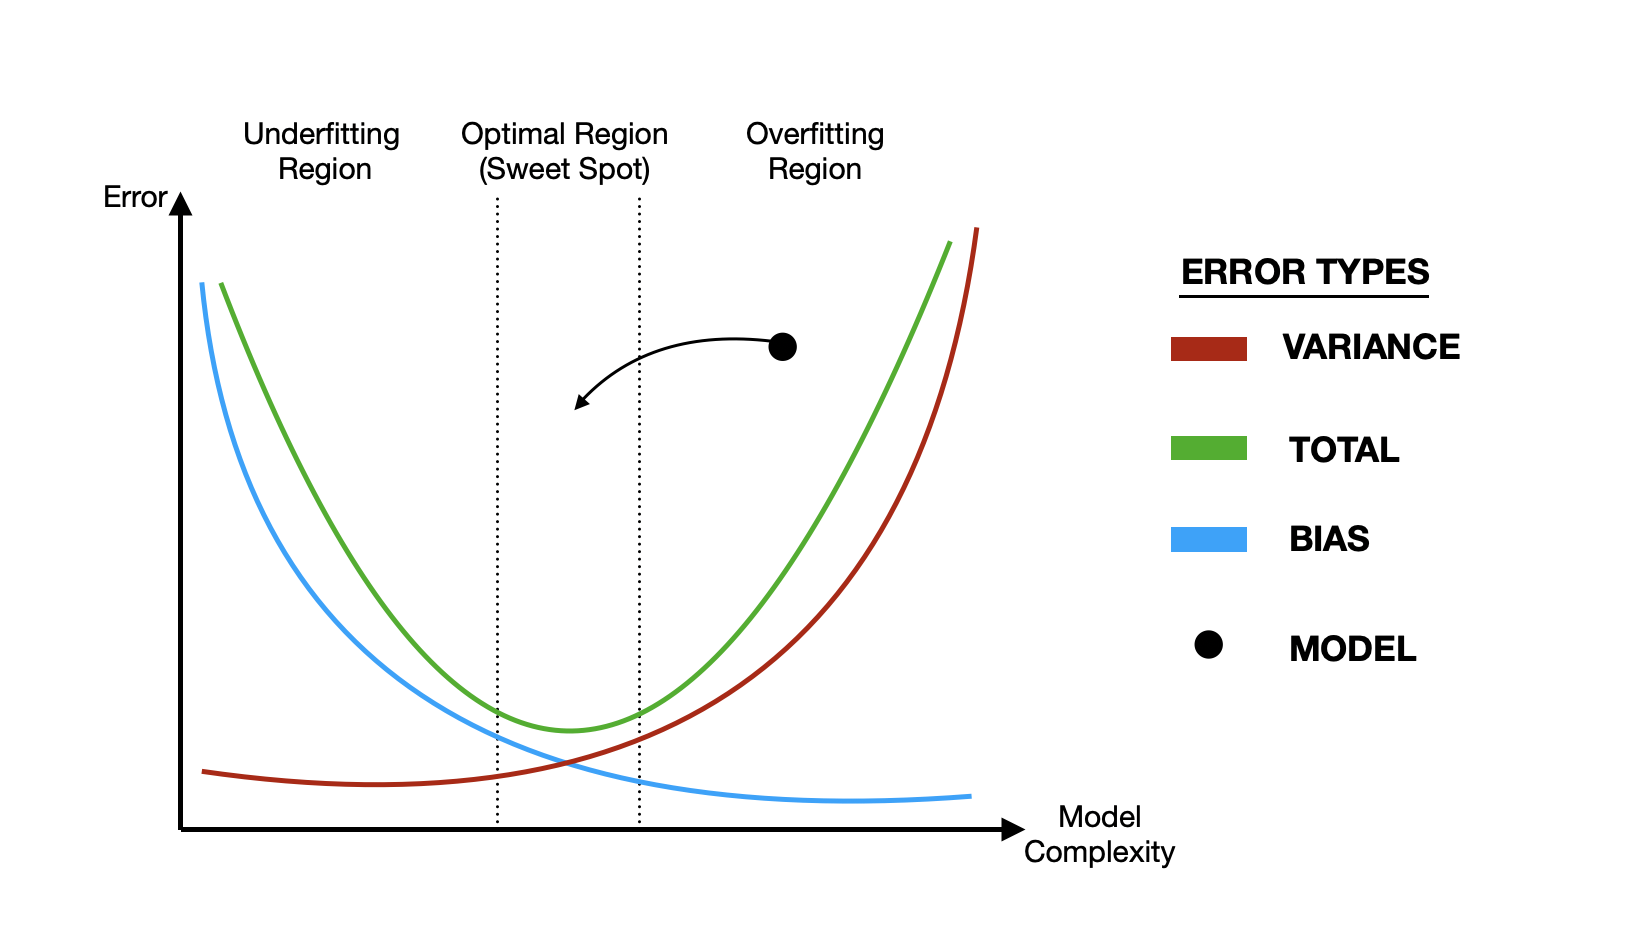 Underfitting
Region
Optimal Region
(Sweet Spot)
Overfitting
Region
Error
Model
Complexity
ERROR TYPES
VARIANCE
TOTAL
BIAS
MODEL